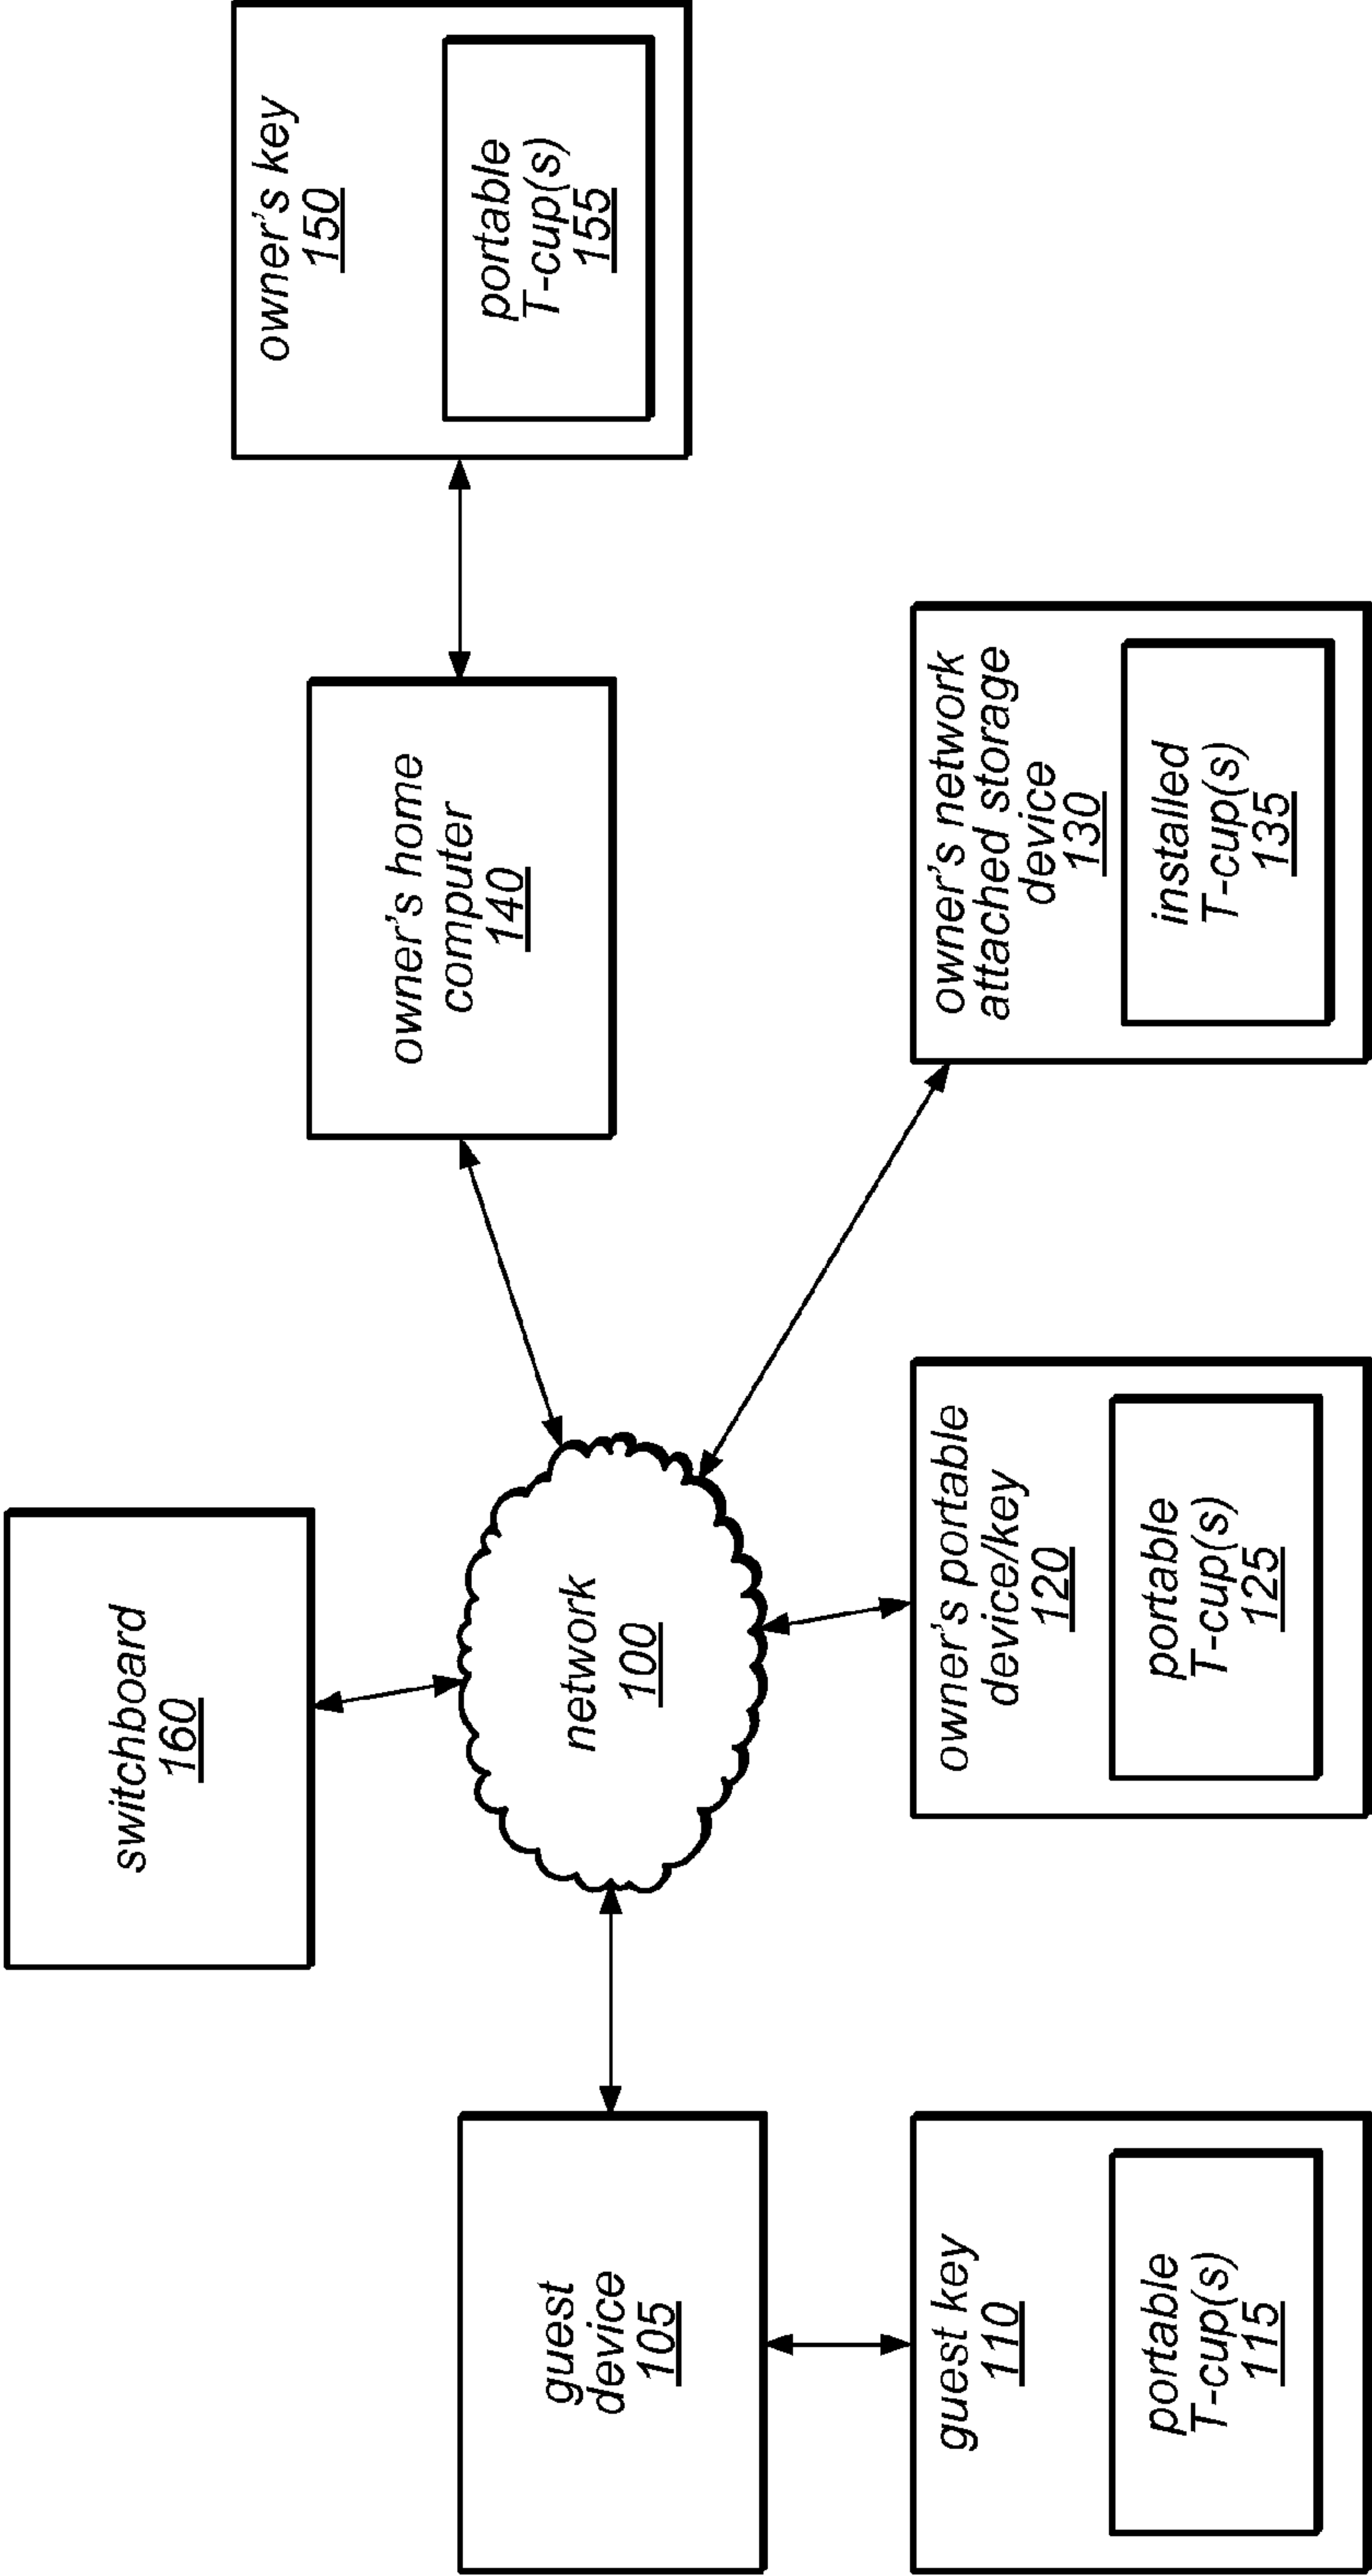 switchboard
160
owner's key
150
portable
T-cup(s)
155
owner's home
computer
140
network
100
guest
device
105
guest key
110
portable
T-cup(s)
115
owner's portable
device/key
120
portable
T-cup(s)
125
owner's network
attached storage
device
130
installed
T-cup(s)
135